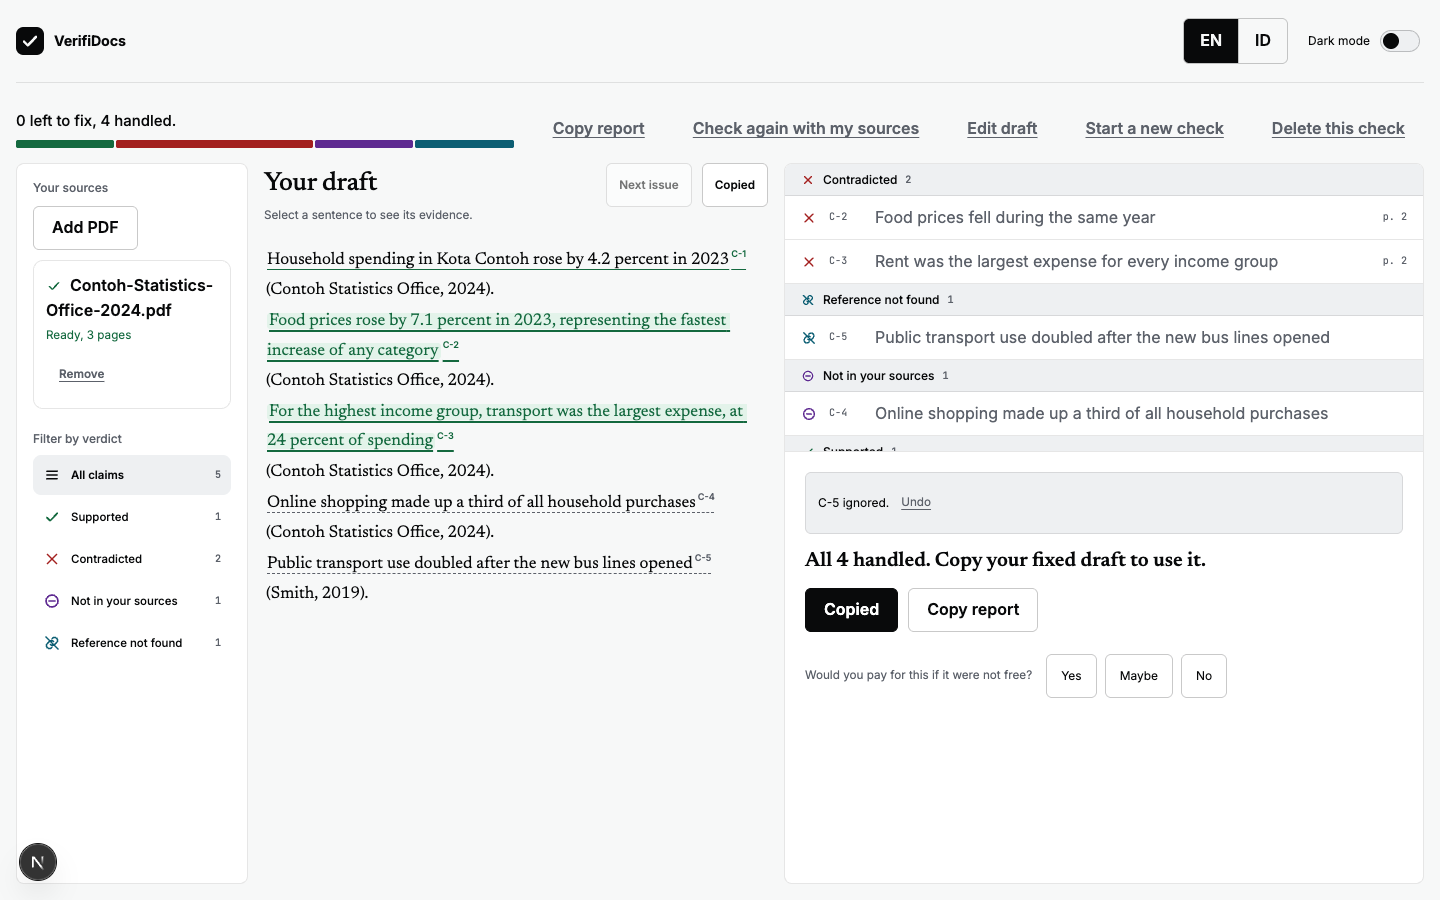 VerifiDocs
EN
ID
Dark mode
0 left to fix, 4 handled.
Copy report
Check again with my sources
Edit draft
Start a new check
Delete this check
Your sources
Add PDF
Contoh-Statistics-
Office-2024.pdf
Ready, 3 pages
Remove
Filter by verdict
All claims 5
Supported 1
Contradicted 2
Not in your sources 1
Reference not found 1
N
Your draft
Next issue
Copied
Select a sentence to see its evidence.
Household spending in Kota Contoh rose by 4.2 percent in 2023 C-1
(Contoh Statistics Office, 2024).
Food prices rose by 7.1 percent in 2023, representing the fastest
increase of any category C-2
(Contoh Statistics Office, 2024).
For the highest income group, transport was the largest expense, at
24 percent of spending C-3
(Contoh Statistics Office, 2024).
Online shopping made up a third of all household purchases C-4
(Contoh Statistics Office, 2024).
Public transport use doubled after the new bus lines opened C-5
(Smith, 2019).
Contradicted 2
C-2 Food prices fell during the same year p. 2
C-3 Rent was the largest expense for every income group p. 2
Reference not found 1
C-5 Public transport use doubled after the new bus lines opened
Not in your sources 1
C-4 Online shopping made up a third of all household purchases
Supported 1
C-5 ignored. Undo
All 4 handled. Copy your fixed draft to use it.
Copied
Copy report
Would you pay for this if it were not free?
Yes
Maybe
No